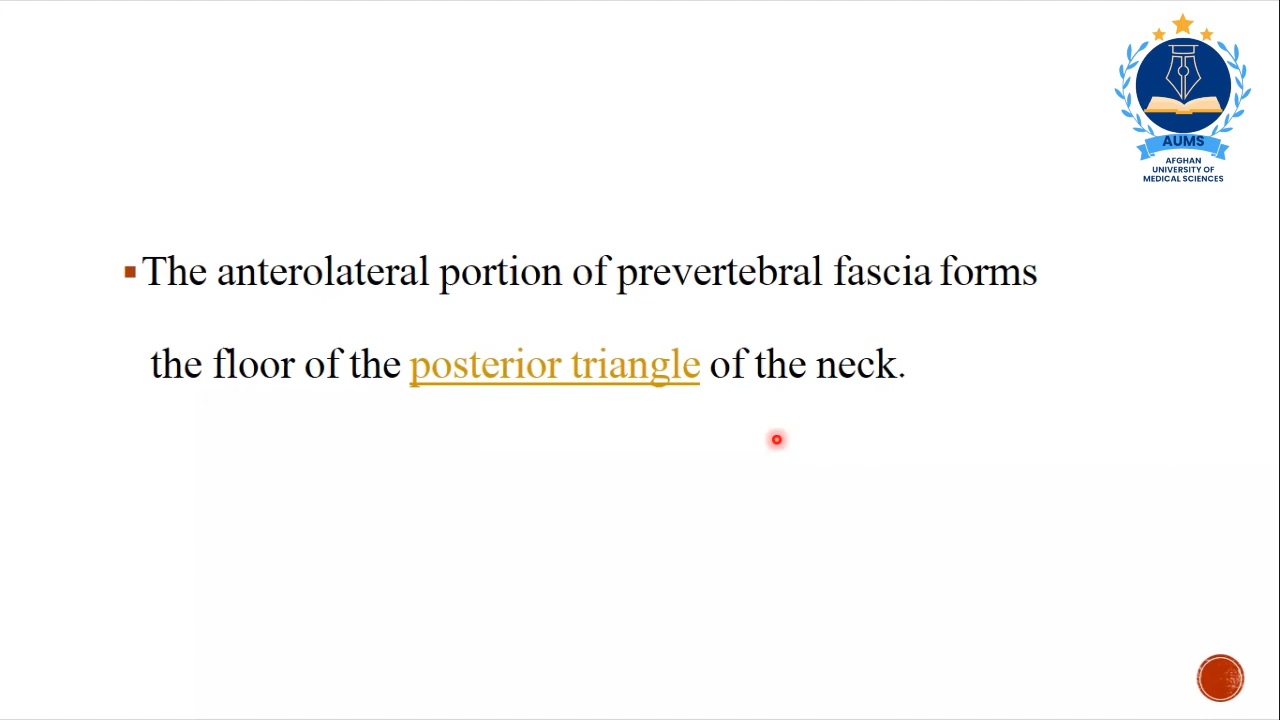 AUMS
AFGHAN
UNIVERSITY OF
MEDICAL SCIENCES
The anterolateral portion of prevertebral fascia forms
the floor of the posterior triangle of the neck.